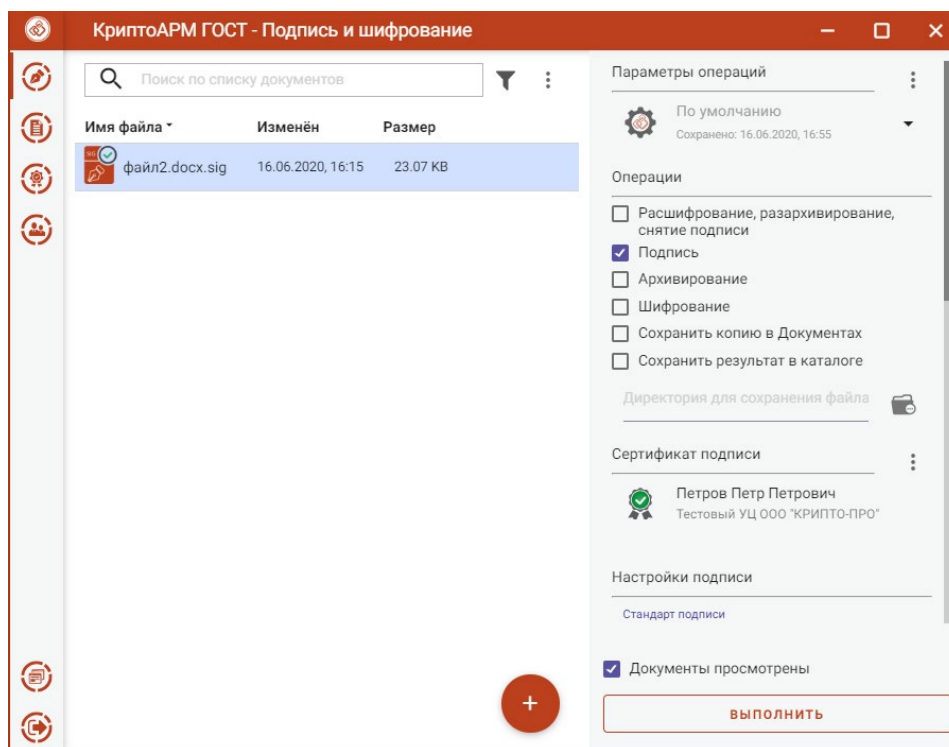 КриптоАРМ ГОСТ - Подпись и шифрование
Поиск по списку документов
Имя файла Изменён Размер
SIG
файл2.docx.sig 16.06.2020, 16:15 23.07 KB
Параметры операций
По умолчанию
Сохранено: 16.06.2020, 16:55
Операции
Расшифрование, разархивирование,
снятие подписи
Подпись
Архивирование
Шифрование
Сохранить копию в Документах
Сохранить результат в каталоге
Директория для сохранения файла
Сертификат подписи
Петров Петр Петрович
Тестовый УЦ ООО "КРИПТО-ПРО"
Настройки подписи
Стандарт подписи
Документы просмотрены
ВЫПОЛНИТЬ